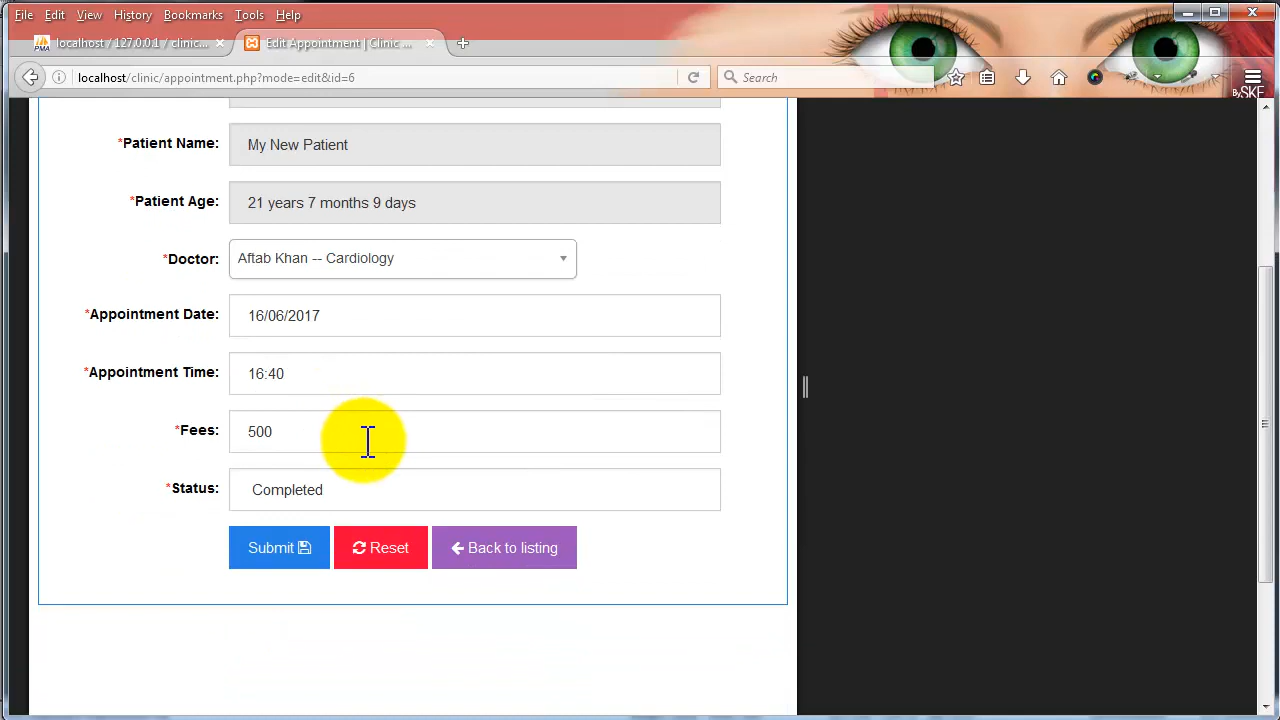 File Edit View History Bookmarks Tools Help
localhost / 127.0.0.1 / clinic... Edit Appointment | Clinic ...
localhost/clinic/appointment.php?mode=edit&id=6 Search
By SKF
*Patient Name: My New Patient
*Patient Age: 21 years 7 months 9 days
*Doctor: Aftab Khan -- Cardiology
*Appointment Date: 16/06/2017
*Appointment Time: 16:40
*Fees: 500
*Status: Completed
Submit Reset Back to listing